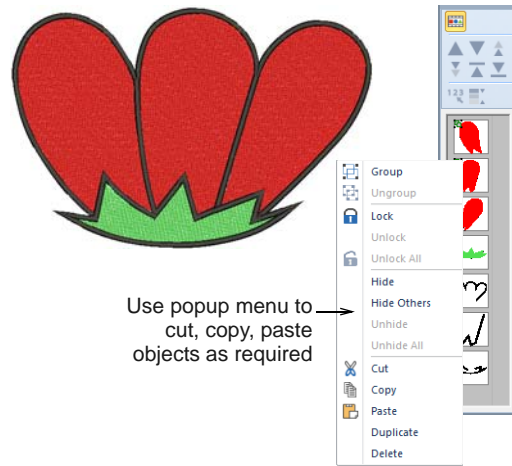 123
Group
Ungroup
Lock
Unlock
Unlock All
Hide
Hide Others
Unhide
Unhide All
Cut
Copy
Paste
Duplicate
Delete
Use popup menu to
cut, copy, paste
objects as required